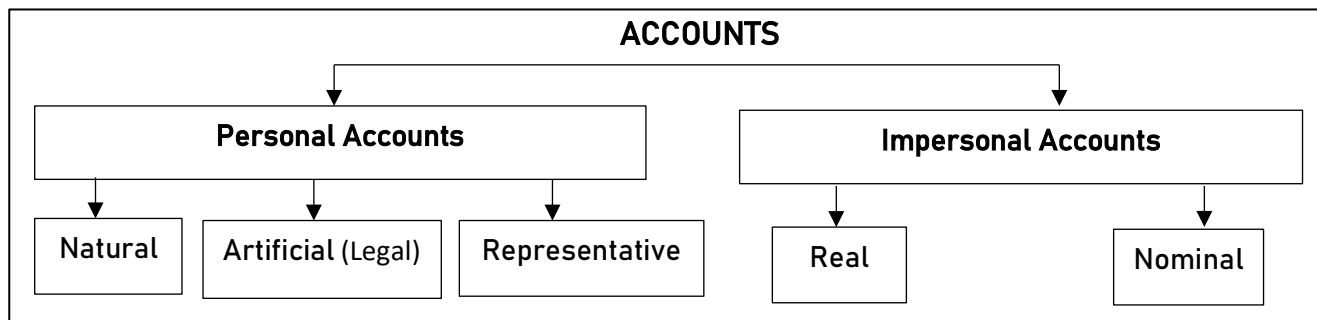 ACCOUNTS
Personal Accounts
Impersonal Accounts
Natural
Artificial (Legal)
Representative
Real
Nominal